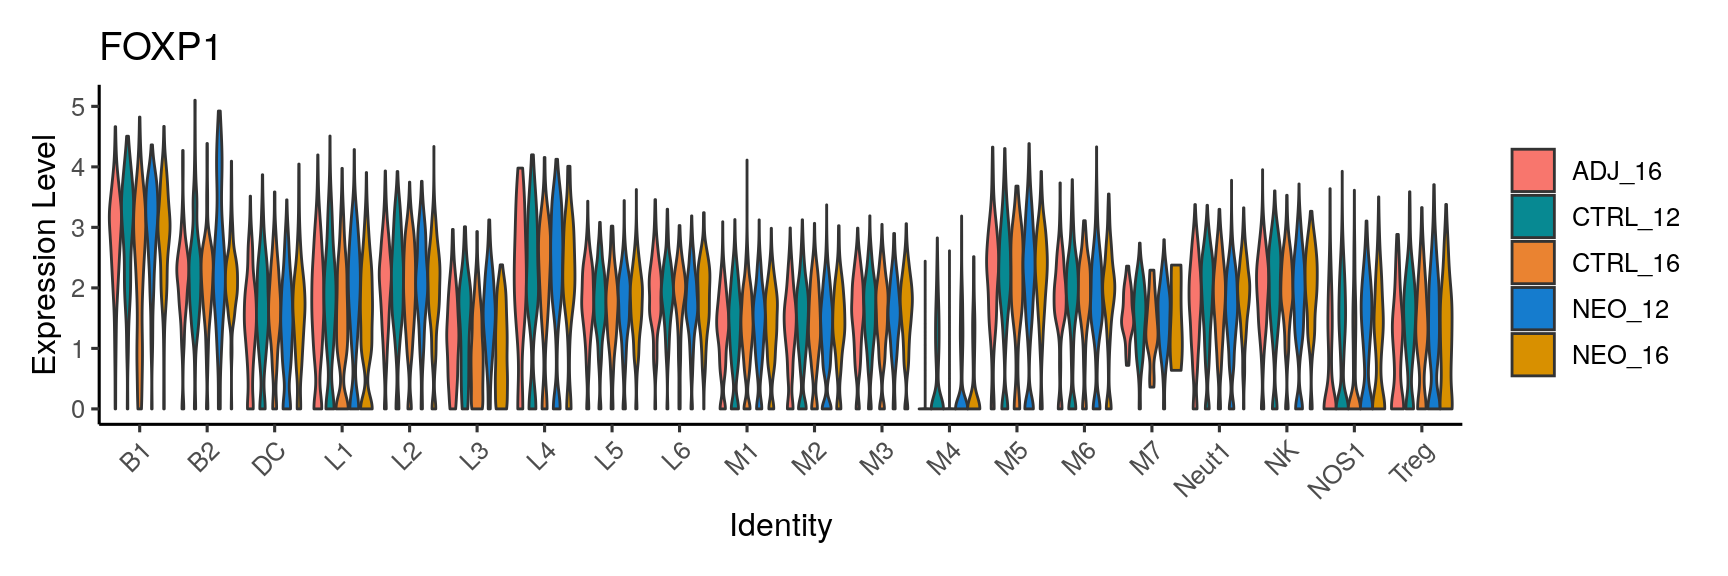 FOXP1
Expression Level
5
4
3
2
1
0
B1 B2 DC L1 L2 L3 L4 L5 L6 M1 M2 M3 M4 M5 M6 M7 Neut1 NK NOS1 Treg
Identity
ADJ_16
CTRL_12
CTRL_16
NEO_12
NEO_16